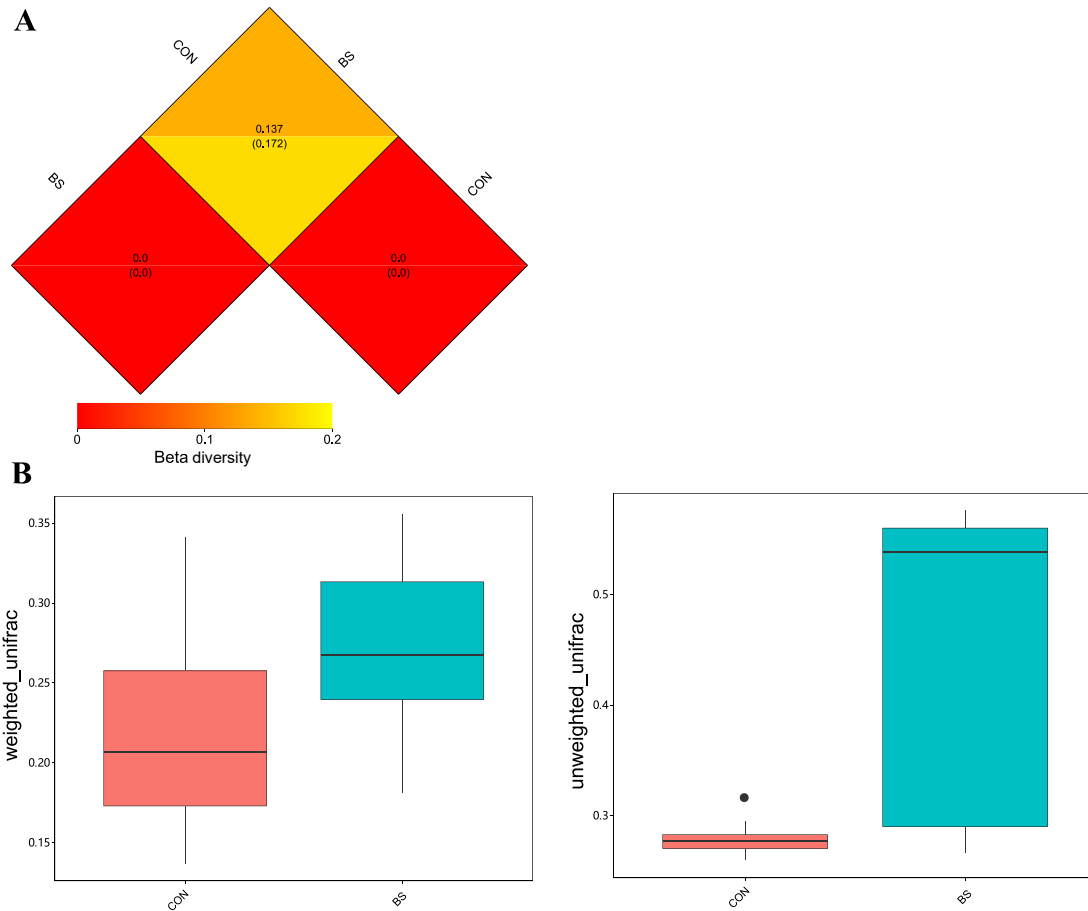 A
CON
BS
0.137
(0.172)
BS
CON
0.0
(0.0)
0.0
(0.0)
0
0.1
0.2
Beta diversity
B
weighted_unifrac
0.35
0.30
0.25
0.20
0.15
CON
BS
unweighted_unifrac
0.5
0.4
0.3
CON
BS